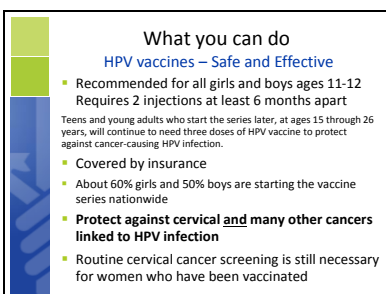 What you can do
HPV vaccines – Safe and Effective
▪ Recommended for all girls and boys ages 11-12
Requires 2 injections at least 6 months apart
Teens and young adults who start the series later, at ages 15 through 26
years, will continue to need three doses of HPV vaccine to protect
against cancer-causing HPV infection.
▪ Covered by insurance
▪ About 60% girls and 50% boys are starting the vaccine
series nationwide
▪ Protect against cervical and many other cancers
linked to HPV infection
▪ Routine cervical cancer screening is still necessary
for women who have been vaccinated